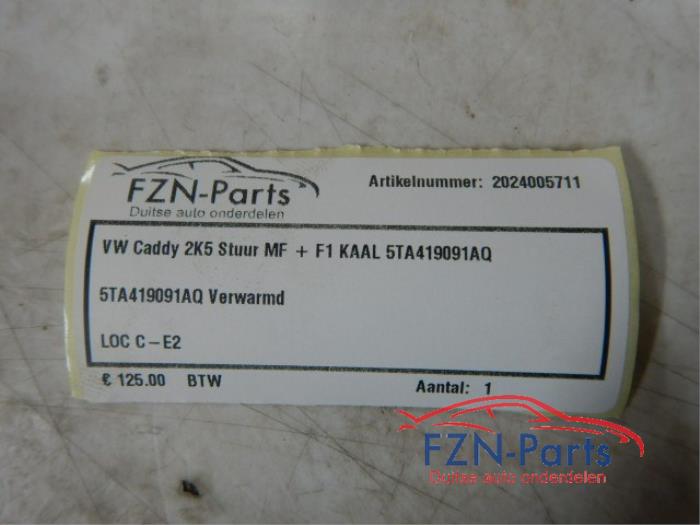 FZN-Parts
Duitse auto onderdelen
Artikelnummer: 2024005711
VW Caddy 2K5 Stuur MF + F1 KAAL 5TA419091AQ
5TA419091AQ Verwarmd
LOC C-E2
€ 125.00 BTW
Aantal: 1
FZN-Parts
Duitse auto onderdelen